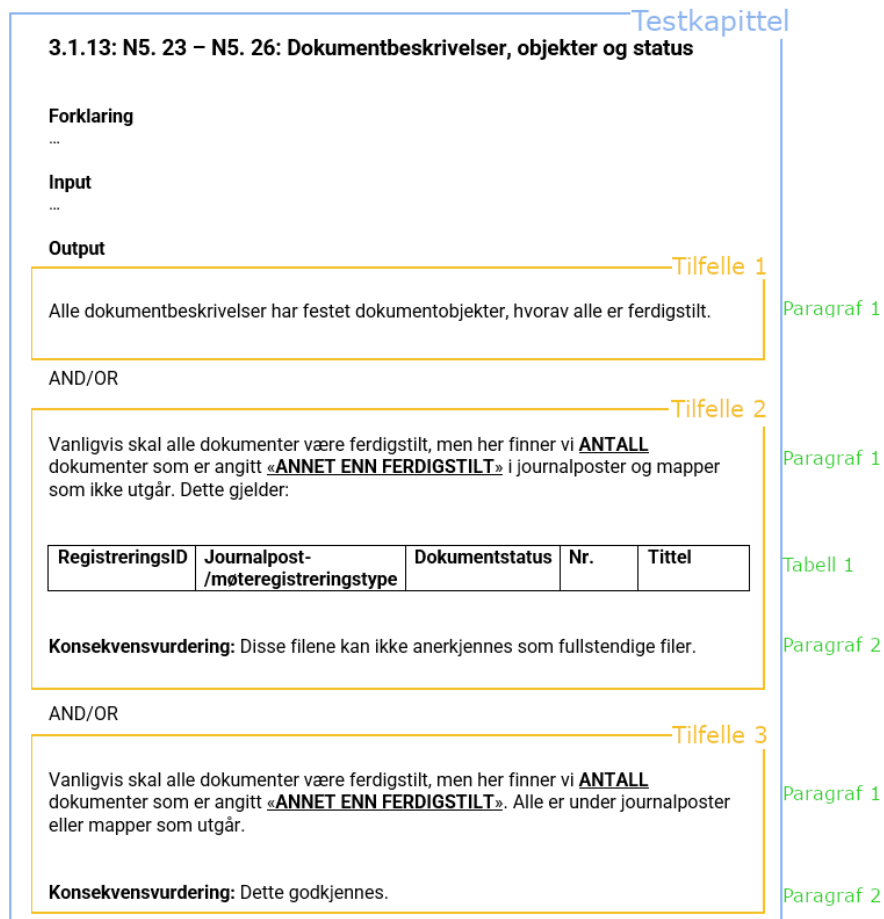 Testkapittel
3.1.13: N5. 23 – N5. 26: Dokumentbeskrivelser, objekter og status
Forklaring
...
Input
...
Output
Tilfelle 1
Alle dokumentbeskrivelser har festet dokumentobjekter, hvorav alle er ferdigstilt.
Paragraf 1
AND/OR
Tilfelle 2
Vanligvis skal alle dokumenter være ferdigstilt, men her finner vi ANTALL
dokumenter som er angitt «ANNET ENN FERDIGSTILT» i journalposter og mapper
som ikke utgår. Dette gjelder:
Paragraf 1
RegistreringsID Journalpost- Dokumentstatus Nr. Tittel
/møteregistreringstype
Tabell 1
Konsekvensvurdering: Disse filene kan ikke anerkjennes som fullstendige filer.
Paragraf 2
AND/OR
Tilfelle 3
Vanligvis skal alle dokumenter være ferdigstilt, men her finner vi ANTALL
dokumenter som er angitt «ANNET ENN FERDIGSTILT». Alle er under journalposter
eller mapper som utgår.
Paragraf 1
Konsekvensvurdering: Dette godkjennes.
Paragraf 2